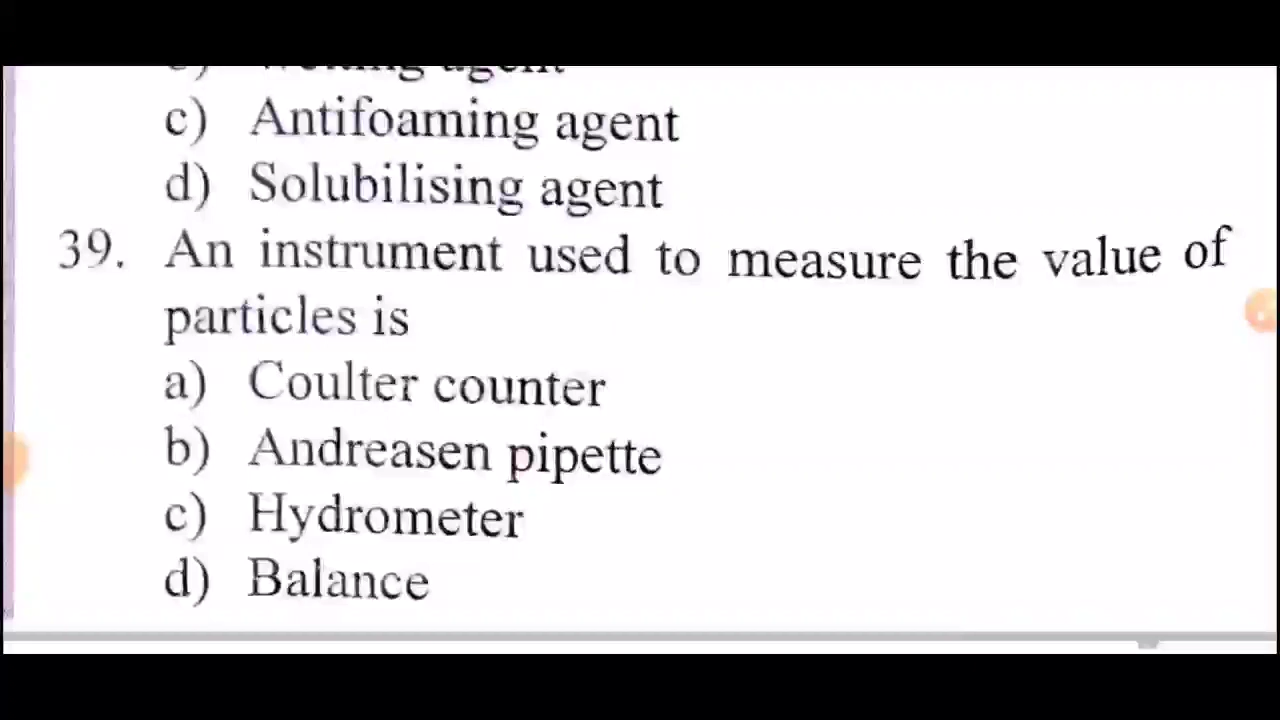 c) Antifoaming agent
d) Solubilising agent
39. An instrument used to measure the value of
particles is
a) Coulter counter
b) Andreasen pipette
c) Hydrometer
d) Balance